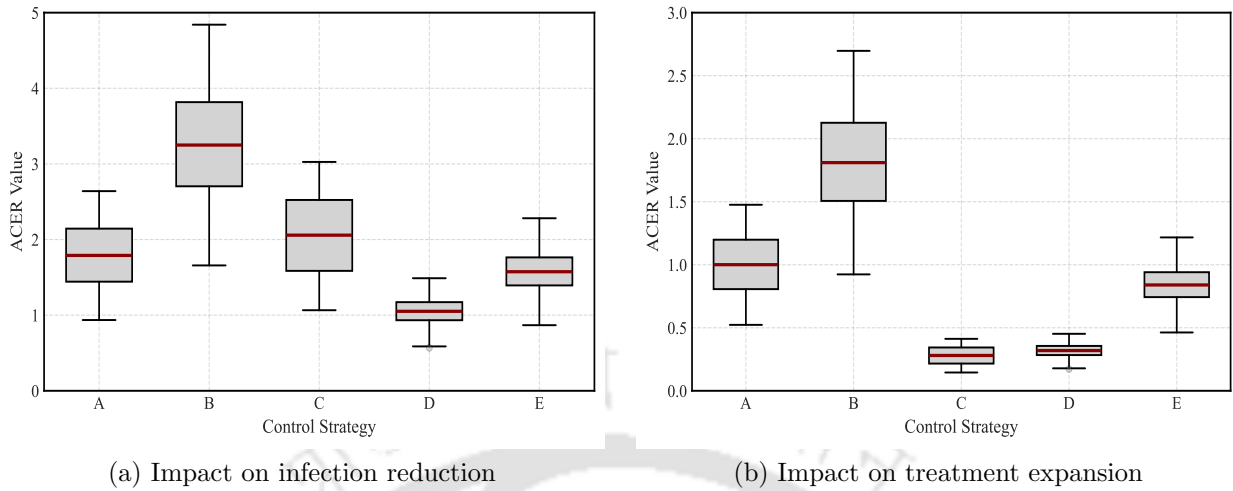 5
4
3
2
1
0
ACER Value
A B C D E
Control Strategy
(a) Impact on infection reduction
3.0
2.5
2.0
1.5
1.0
0.5
0.0
ACER Value
A B C D E
Control Strategy
(b) Impact on treatment expansion